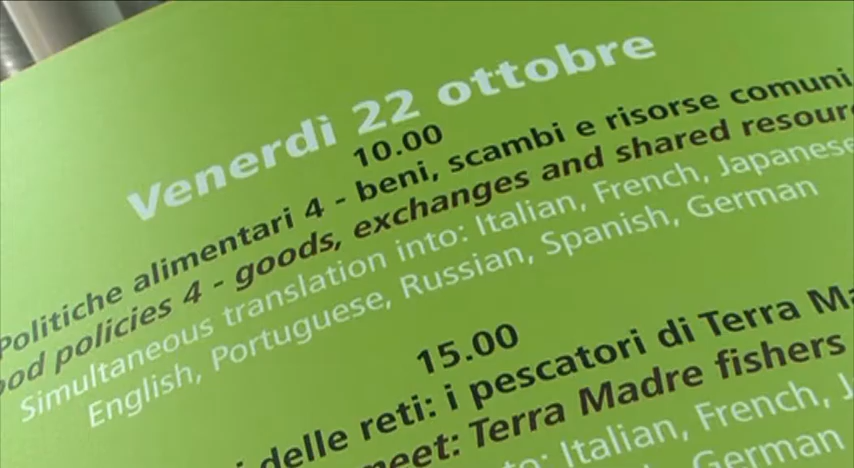 Venerdì 22 ottobre
10.00
Politiche alimentari 4 - beni, scambi e risorse comuni
policies 4 - goods, exchanges and shared
Simultaneous translation into: Italian, French, Japanese
English, Portuguese, Russian, Spanish, German
15.00
delle reti: i pescatori di Terra
meet: Terra Madre fishers
Italian, French,
German